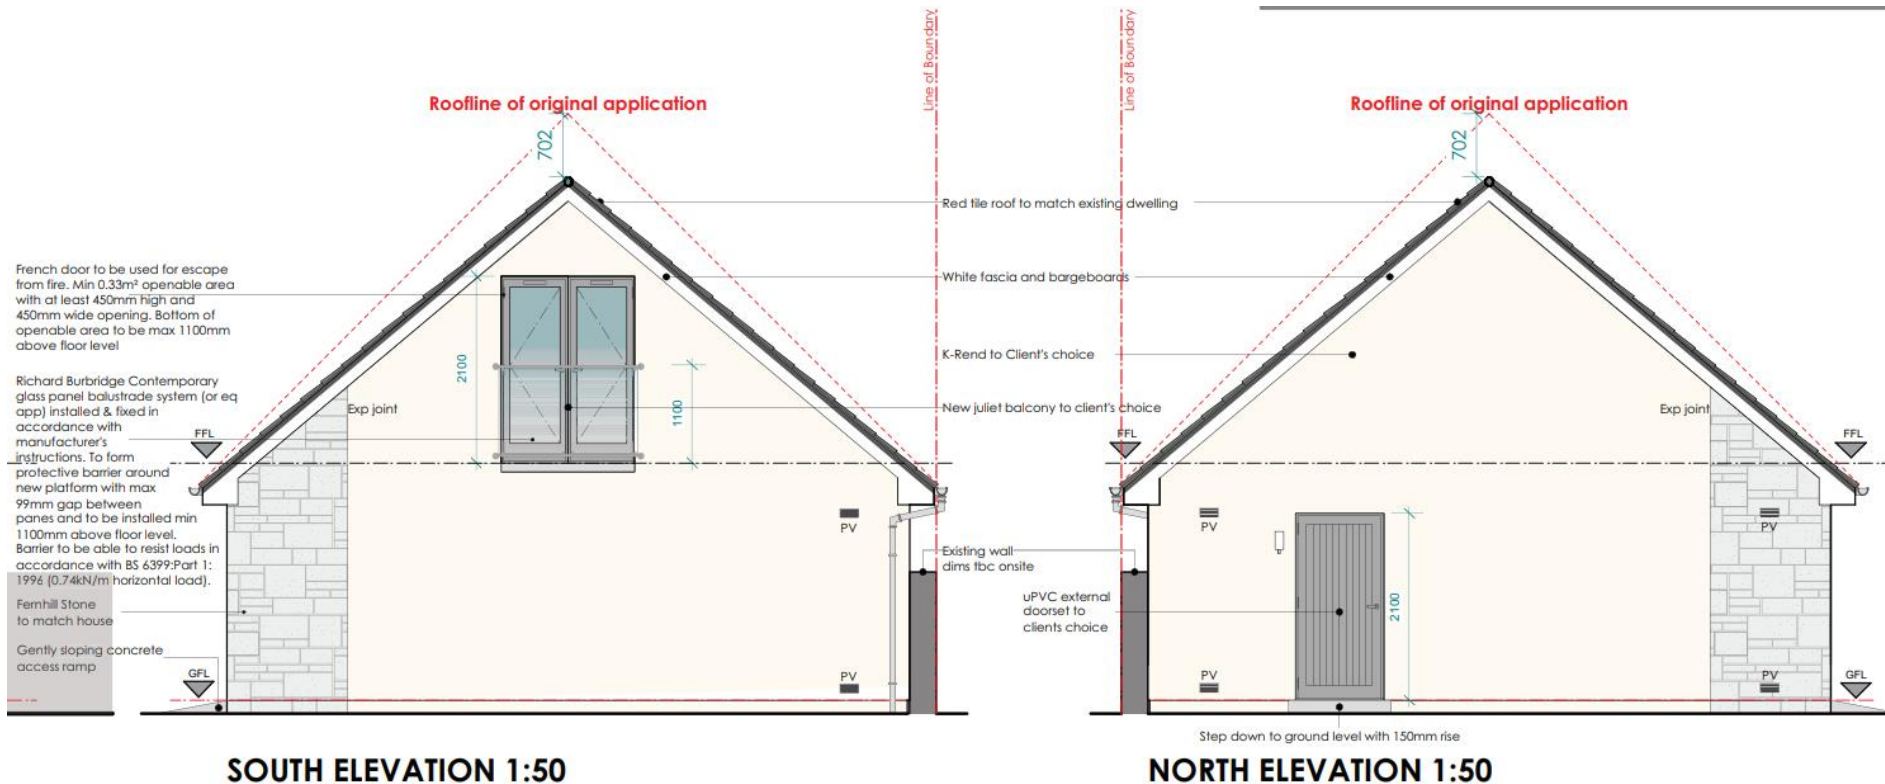 Line of Boundary
Line of Boundary
Roofline of original application
Roofline of original application
702
702
Red tile roof to match existing dwelling
French door to be used for escape
from fire. Min 0.33m² openable area
with at least 450mm high and
450mm wide opening. Bottom of
openable area to be max 1100mm
above floor level
White fascia and bargeboards
2100
K-Rend to Client's choice
Richard Burbridge Contemporary
glass panel balustrade system (or eq
app) installed & fixed in
accordance with
manufacturer's
instructions. To form
protective barrier around
new platform with max
99mm gap between
panes and to be installed min
1100mm above floor level.
Barrier to be able to resist loads in
accordance with BS 6399:Part 1:
1996 (0.74kN/m horizontal load).
Exp joint
1100
New juliet balcony to client's choice
Exp joint
FFL
FFL
FFL
PV
PV
PV
Existing wall
dims tbc onsite
uPVC external
doorset to
clients choice
2100
Fernhill Stone
to match house
Gently sloping concrete
access ramp
GFL
PV
PV
PV
GFL
Step down to ground level with 150mm rise
SOUTH ELEVATION 1:50
NORTH ELEVATION 1:50